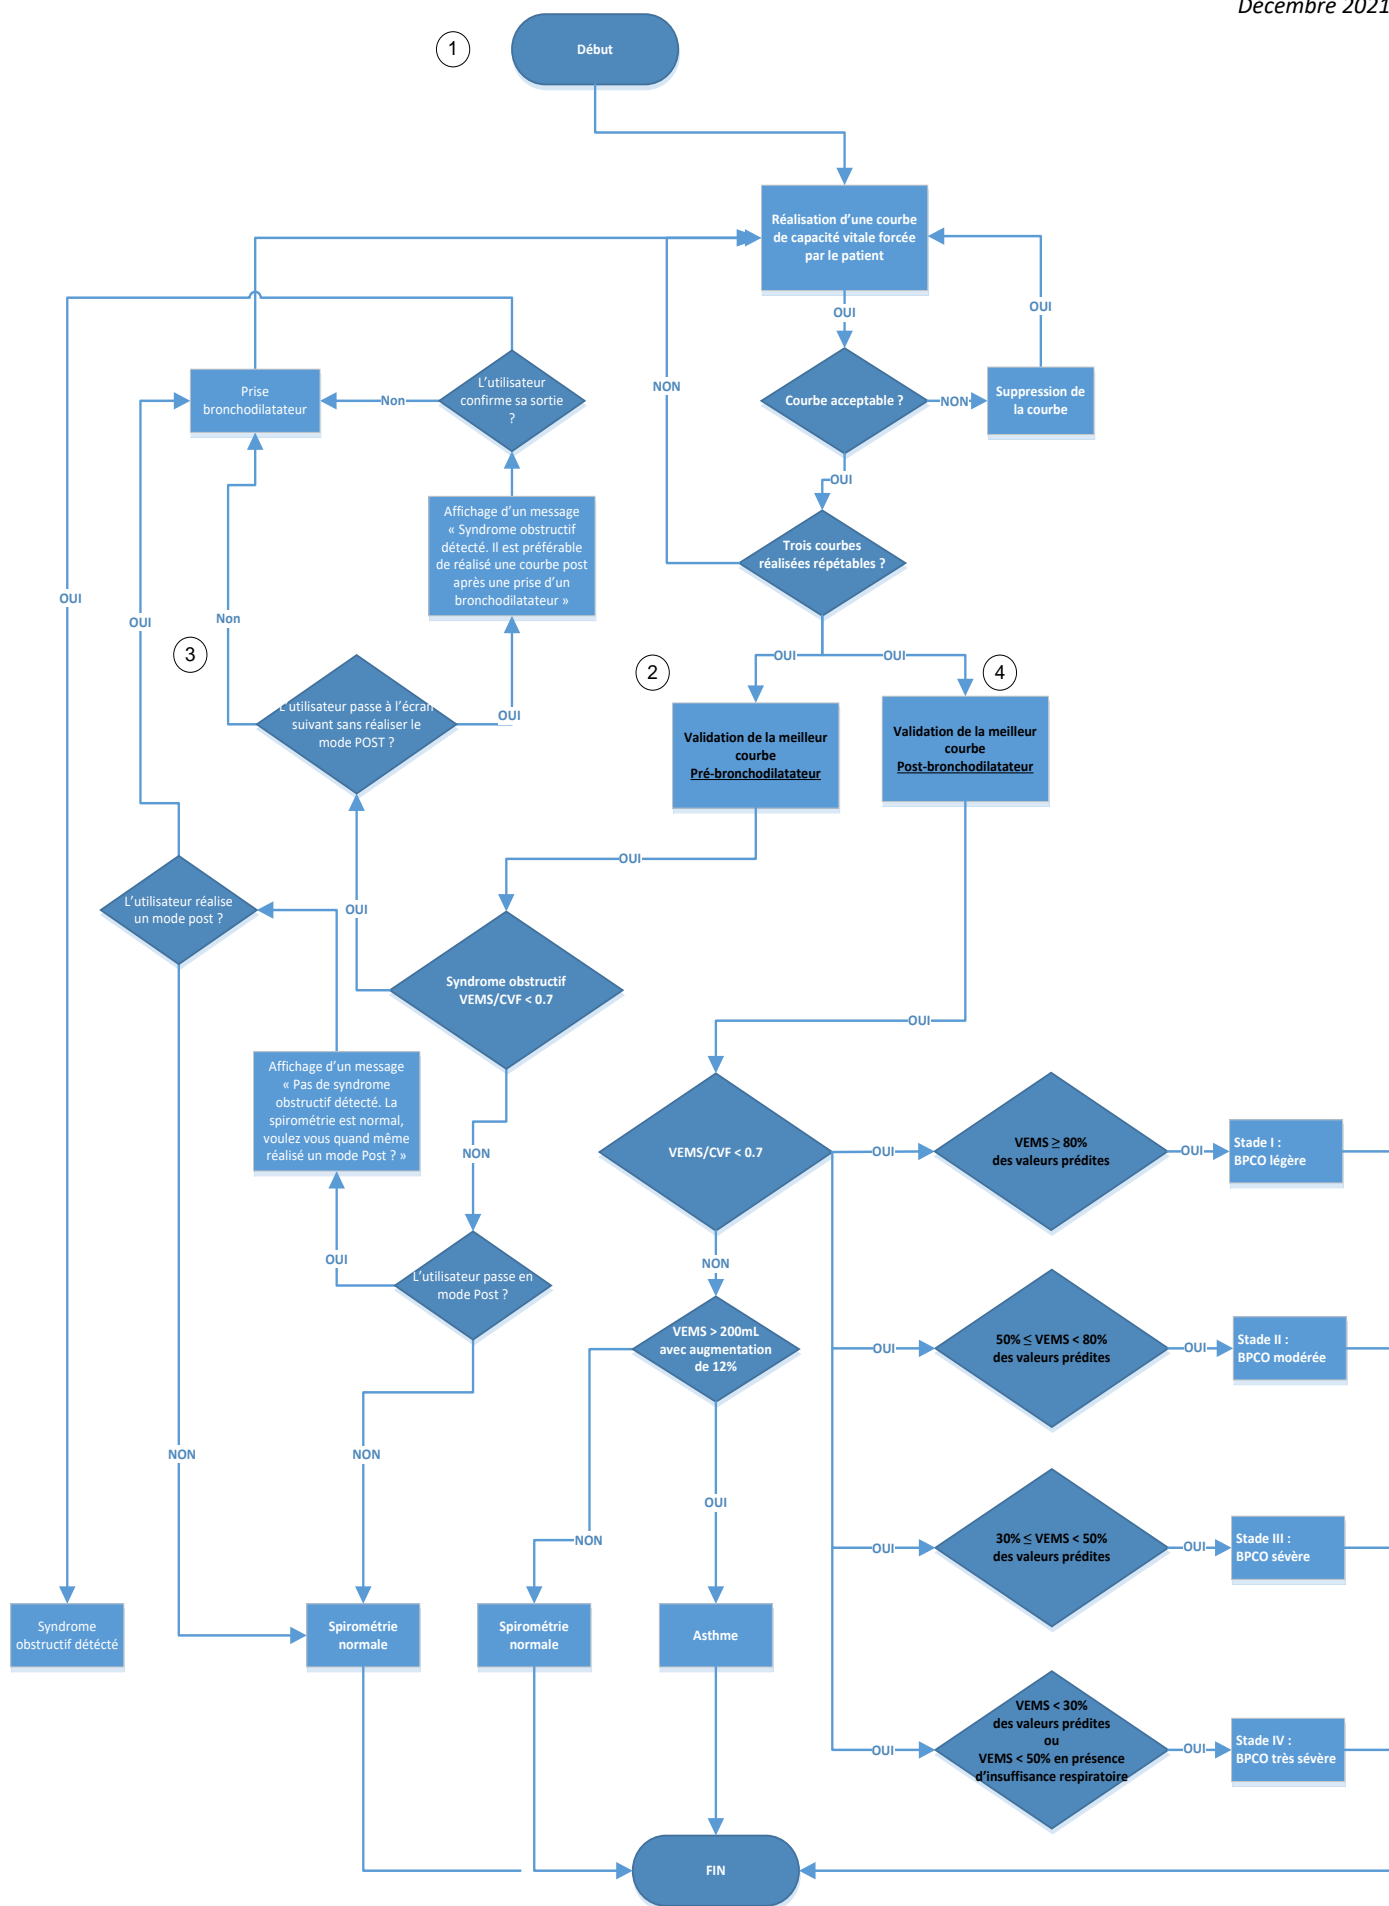 Décembre 2021
1
Début
Réalisation d'une courbe
de capacité vitale forcée
par le patient
OUI
OUI
Prise
bronchodilatateur
Non
L'utilisateur
confirme sa sortie
?
NON
Courbe acceptable ?
NON
Suppression de
la courbe
OUI
Affichage d'un message
« Syndrome obstructif
détecté. Il est préférable
de réalisé une courbe post
après une prise d'un
bronchodilatateur »
Trois courbes
réalisées répétables ?
OUI
OUI
Non
3
OUI
OUI
2
4
L'utilisateur passe à l'écran
suivant sans réaliser le
mode POST ?
OUI
Validation de la meilleur
courbe
Pré-bronchodilatateur
Validation de la meilleur
courbe
Post-bronchodilatateur
OUI
L'utilisateur réalise
un mode post ?
OUI
Syndrome obstructif
VEMS/CVF < 0.7
OUI
Affichage d'un message
« Pas de syndrome
obstructif détecté. La
spirométrie est normal,
voulez vous quand même
réalisé un mode Post ? »
NON
VEMS/CVF < 0.7
OUI
VEMS ≥ 80%
des valeurs prédites
OUI
Stade I :
BPCO légère
OUI
NON
L'utilisateur passe en
mode Post ?
VEMS > 200mL
avec augmentation
de 12%
OUI
50% ≤ VEMS < 80%
des valeurs prédites
OUI
Stade II :
BPCO modérée
NON
NON
OUI
NON
OUI
30% ≤ VEMS < 50%
des valeurs prédites
OUI
Stade III :
BPCO sévère
Syndrome
obstructif détécté
Spirométrie
normale
Spirométrie
normale
Asthme
OUI
VEMS < 30%
des valeurs prédites
ou
VEMS < 50% en présence
d'insuffisance respiratoire
OUI
Stade IV :
BPCO très sévère
FIN